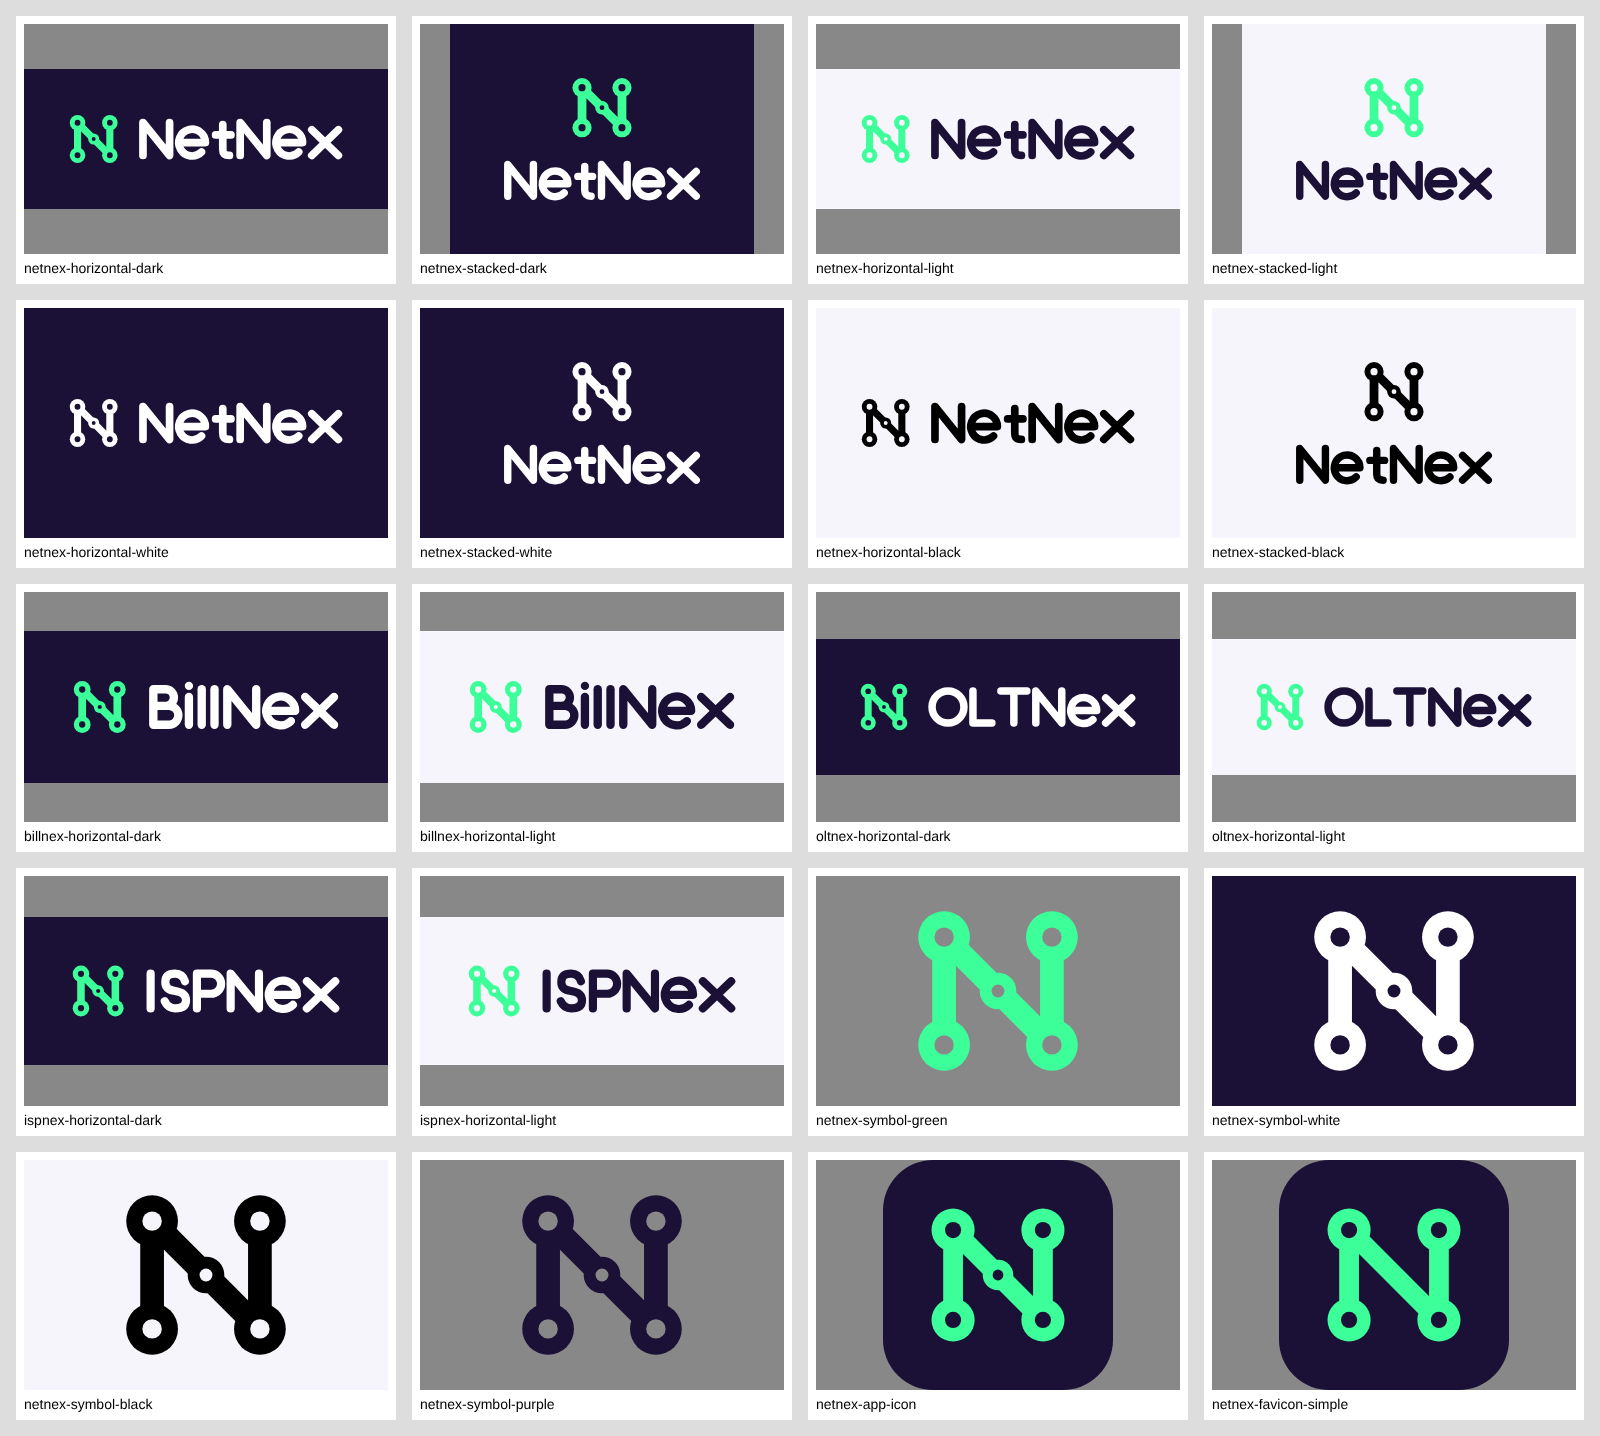 NetNex
netnex-horizontal-dark
NetNex
netnex-stacked-dark
NetNex
netnex-horizontal-light
NetNex
netnex-stacked-light
NetNex
netnex-horizontal-white
NetNex
netnex-stacked-white
NetNex
netnex-horizontal-black
NetNex
netnex-stacked-black
BillNex
billnex-horizontal-dark
BillNex
billnex-horizontal-light
OLTNex
oltnex-horizontal-dark
OLTNex
oltnex-horizontal-light
ISPNex
ispnex-horizontal-dark
ISPNex
ispnex-horizontal-light
netnex-symbol-green
netnex-symbol-white
netnex-symbol-black
netnex-symbol-purple
netnex-app-icon
netnex-favicon-simple